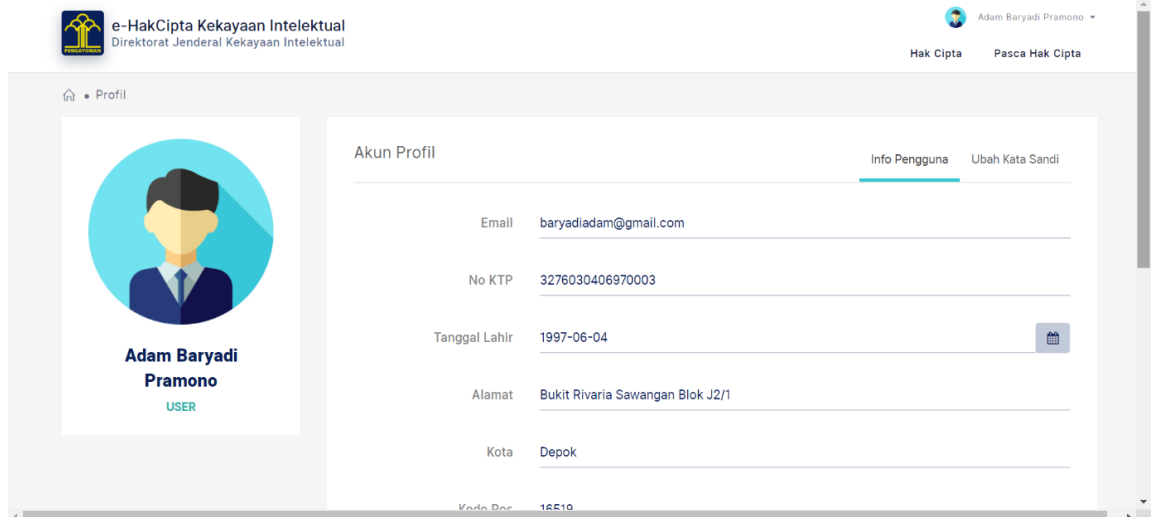 e-HakCipta Kekayaan Intelektual
Direktorat Jenderal Kekayaan Intelektual
PENGAYOMAN
Adam Baryadi Pramono
Hak Cipta Pasca Hak Cipta
Profil
Akun Profil
Info Pengguna Ubah Kata Sandi
Email baryadiadam@gmail.com
No KTP 3276030406970003
Tanggal Lahir 1997-06-04
Alamat Bukit Rivaria Sawangan Blok J2/1
Kota Depok
Kode Pos 16519
Adam Baryadi
Pramono
USER